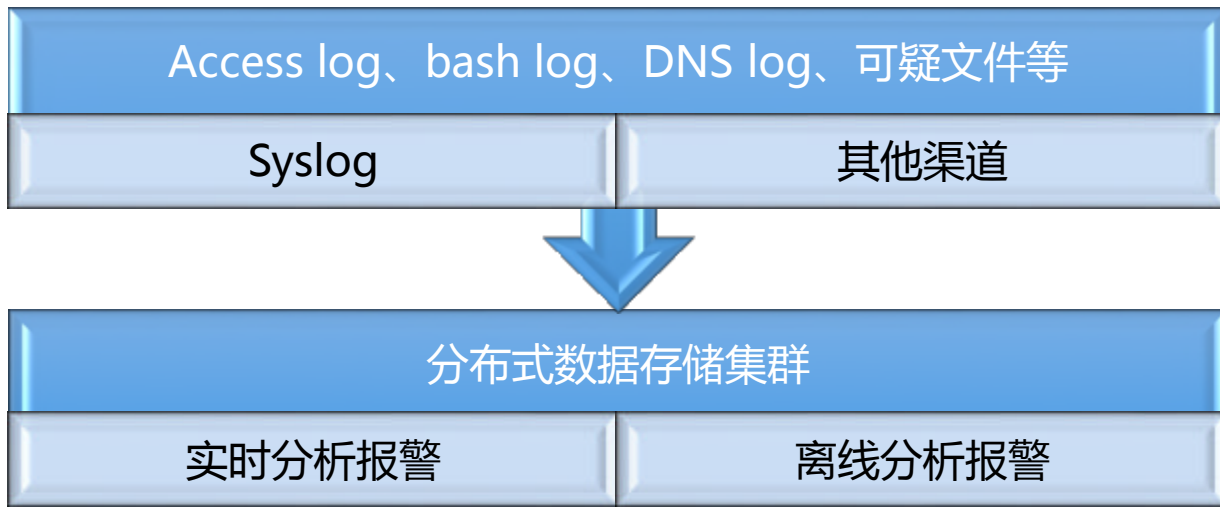 Access log、bash log、DNS log、可疑文件等
Syslog
其他渠道
分布式数据存储集群
实时分析报警
离线分析报警